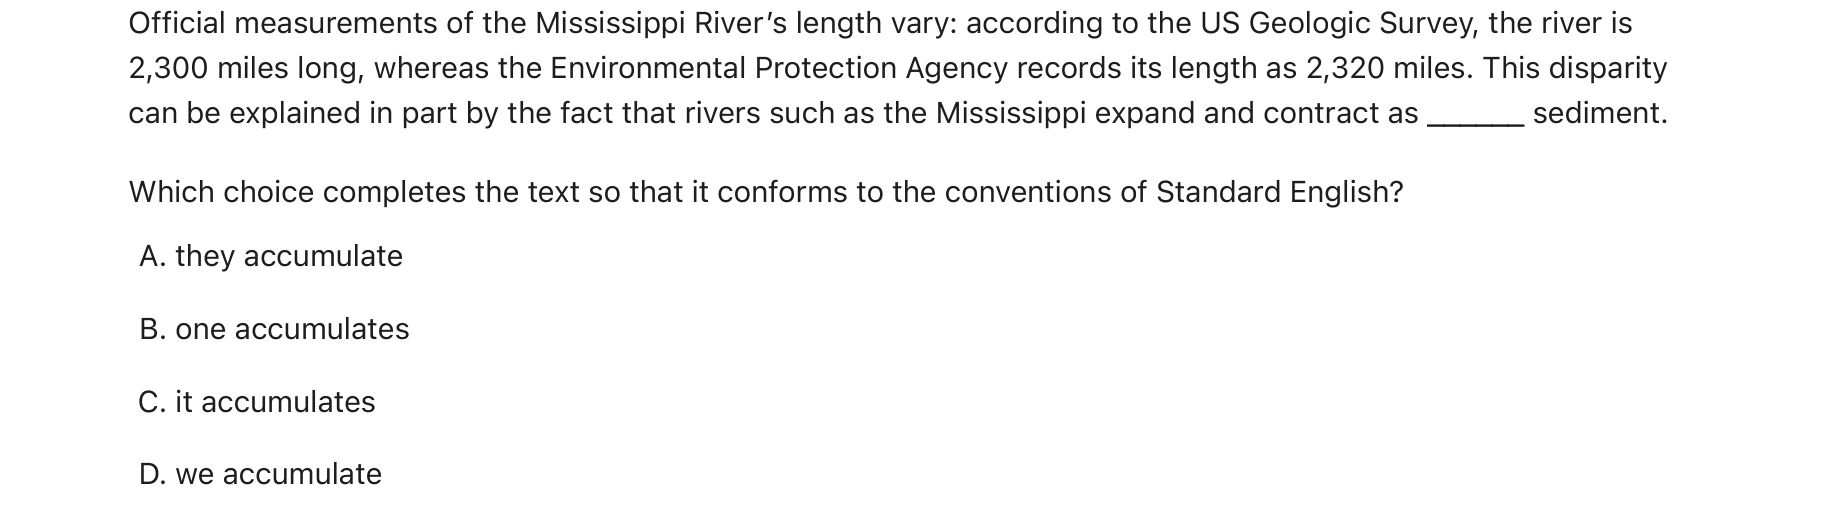 Official measurements of the Mississippi River’s length vary: according to the US Geologic Survey, the river is
2,300 miles long, whereas the Environmental Protection Agency records its length as 2,320 miles. This disparity
can be explained in part by the fact that rivers such as the Mississippi expand and contract as ______ sediment.
Which choice completes the text so that it conforms to the conventions of Standard English?
A. they accumulate
B. one accumulates
C. it accumulates
D. we accumulate